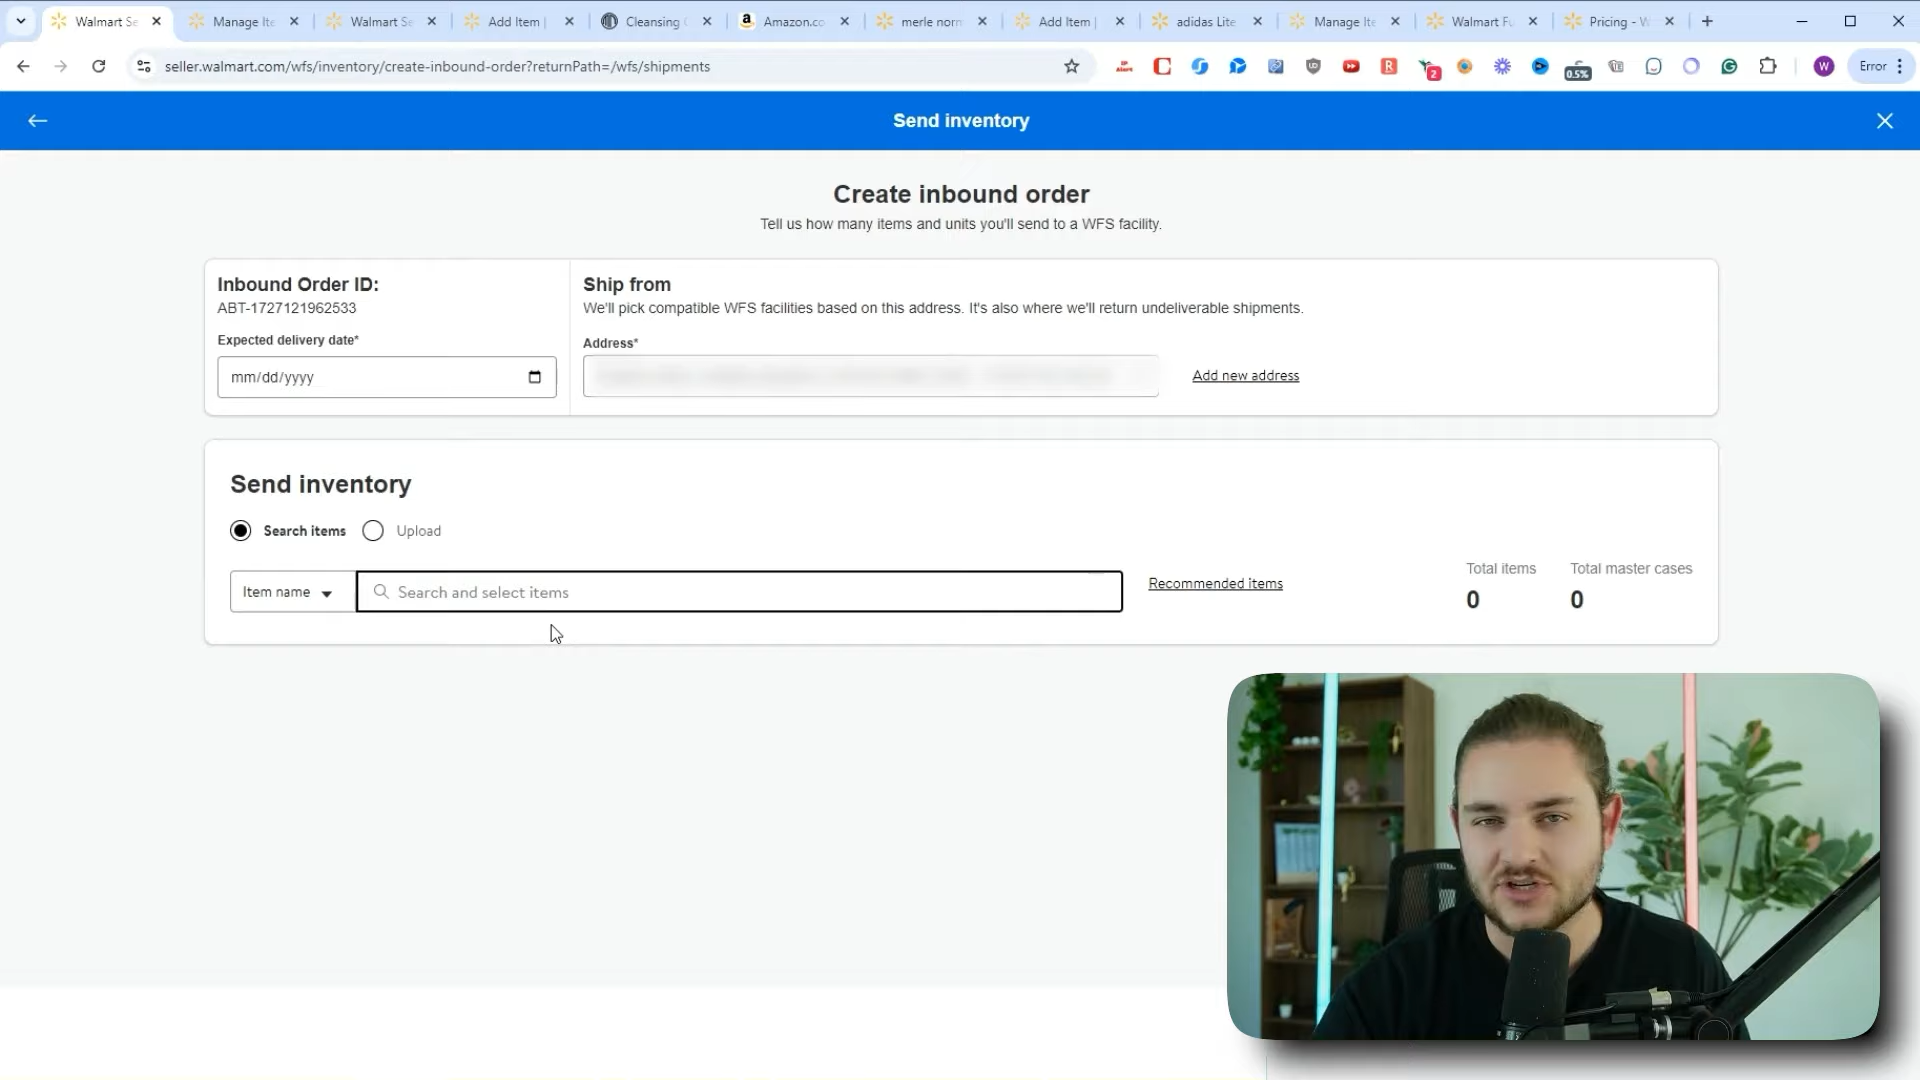 Walmart Se
Manage Ite
Walmart Se
Add Item |
Cleansing
Amazon.co
merle norn
Add Item |
adidas Lite
Manage Ite
Walmart Fu
Pricing - W
seller.walmart.com/wfs/inventory/create-inbound-order?returnPath=/wfs/shipments
2
0.5%
W
Error
Send inventory
Create inbound order
Tell us how many items and units you'll send to a WFS facility.
Inbound Order ID:
ABT-1727121962533
Expected delivery date*
mm/dd/yyyy
Ship from
We'll pick compatible WFS facilities based on this address. It's also where we'll return undeliverable shipments.
Address*
Add new address
Send inventory
Search items
Upload
Item name
Search and select items
Recommended items
Total items
0
Total master cases
0